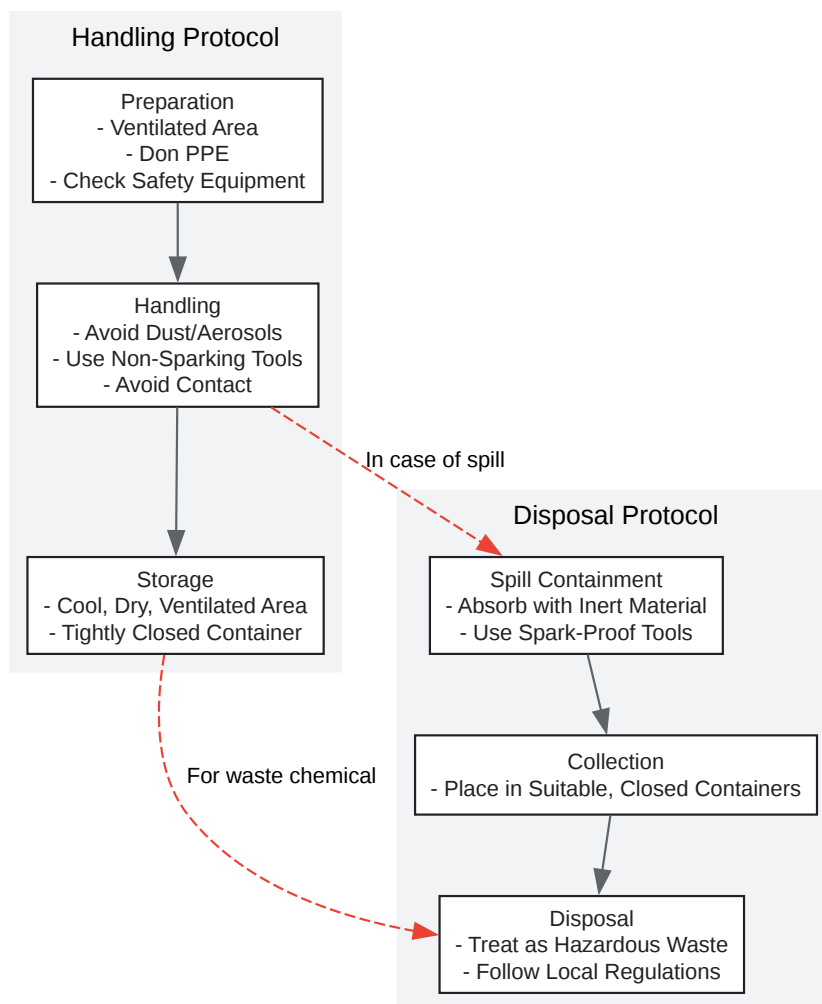 Handling Protocol
Preparation
- Ventilated Area
- Don PPE
- Check Safety Equipment
Handling
- Avoid Dust/Aerosols
- Use Non-Sparking Tools
- Avoid Contact
In case of spill
Storage
- Cool, Dry, Ventilated Area
- Tightly Closed Container
For waste chemical
Disposal Protocol
Spill Containment
- Absorb with Inert Material
- Use Spark-Proof Tools
Collection
- Place in Suitable, Closed Containers
Disposal
- Treat as Hazardous Waste
- Follow Local Regulations